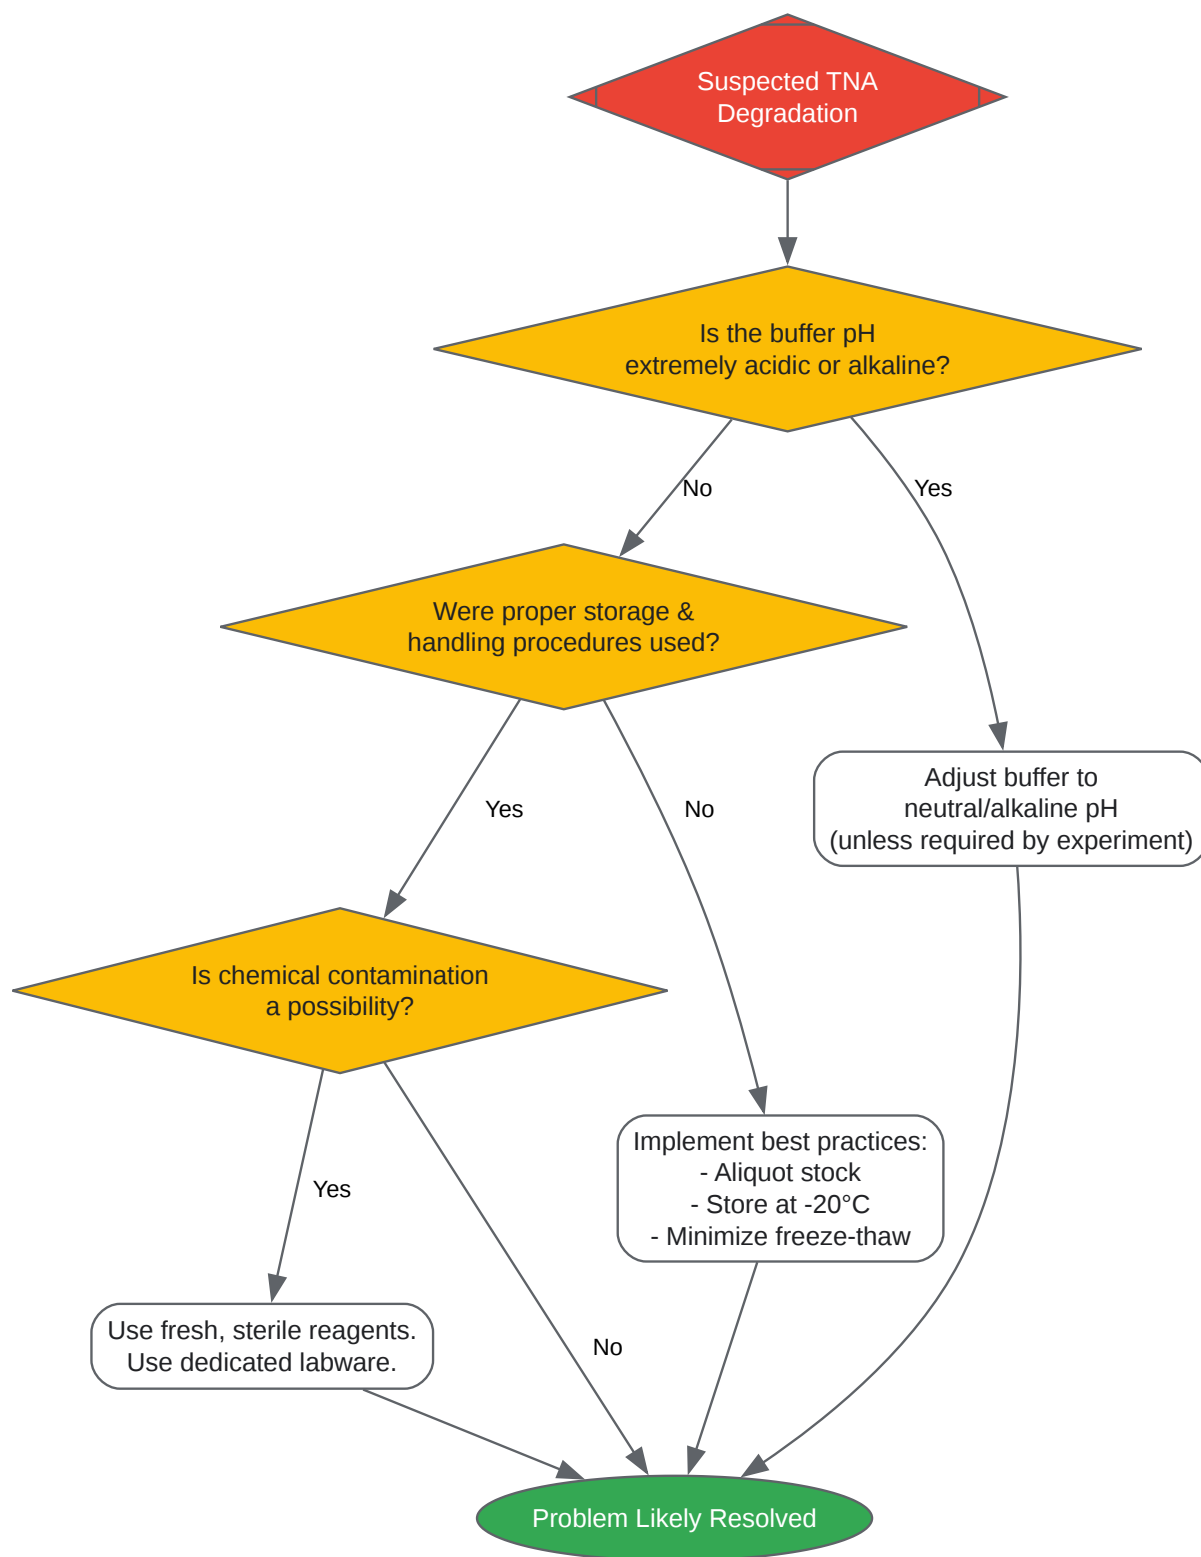 Suspected TNA
Degradation
Is the buffer pH
extremely acidic or alkaline?
No
Yes
Were proper storage &
handling procedures used?
Adjust buffer to
neutral/alkaline pH
(unless required by experiment)
Yes
No
Is chemical contamination
a possibility?
Implement best practices:
- Aliquot stock
- Store at -20°C
- Minimize freeze-thaw
Yes
Use fresh, sterile reagents.
Use dedicated labware.
No
Problem Likely Resolved